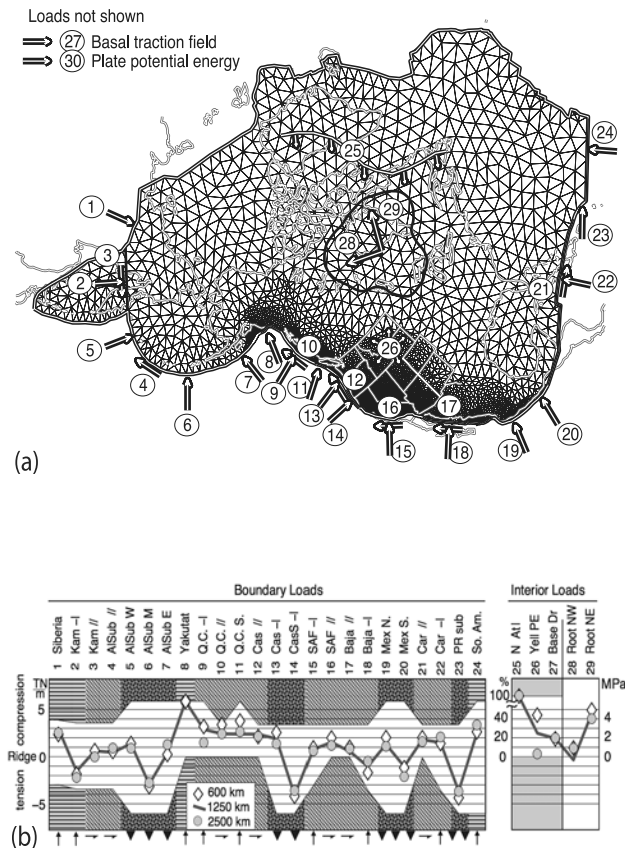 Loads not shown
27 Basal traction field
30 Plate potential energy
24
25
1
29
23
3
28
2
21
22
5
10
26
4
7
8
12
6
9
11
13
16
17
14
20
15
18
19
(a)
Boundary Loads
Interior Loads
1 Siberia
2 Kam –I
3 Kam //
4 AlSub //
5 AlSub W
6 AlSub M
7 AlSub E
8 Yakutat
9 Q.C. –I
10 Q.C. //
11 Q.C. S.
12 Cas //
13 Cas –I
14 CasS –I
15 SAF –I
16 SAF //
17 Baja //
18 Baja –I
19 Mex N.
20 Mex S.
21 Car //
22 Car –I
23 PR sub
24 So. Am.
25 N Atl
26 Yell PE
27 Base Dr
28 Root NW
29 Root NE
TN
m
%
MPa
compression
5
100
40
4
20
2
Ridge 0
0
0
tension
–5
600 km
1250 km
2500 km
(b)